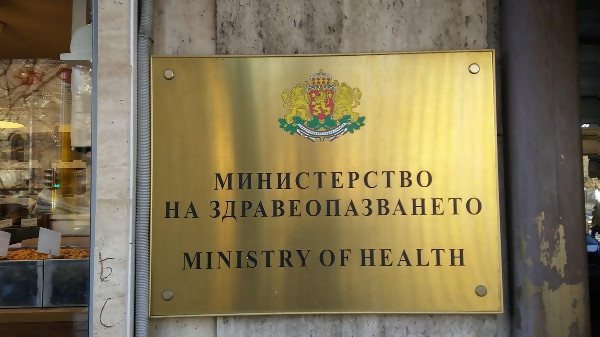 МИНИСТЕРСТВО
НА ЗДРАВЕОПАЗВАНЕТО
MINISTRY OF HEALTH